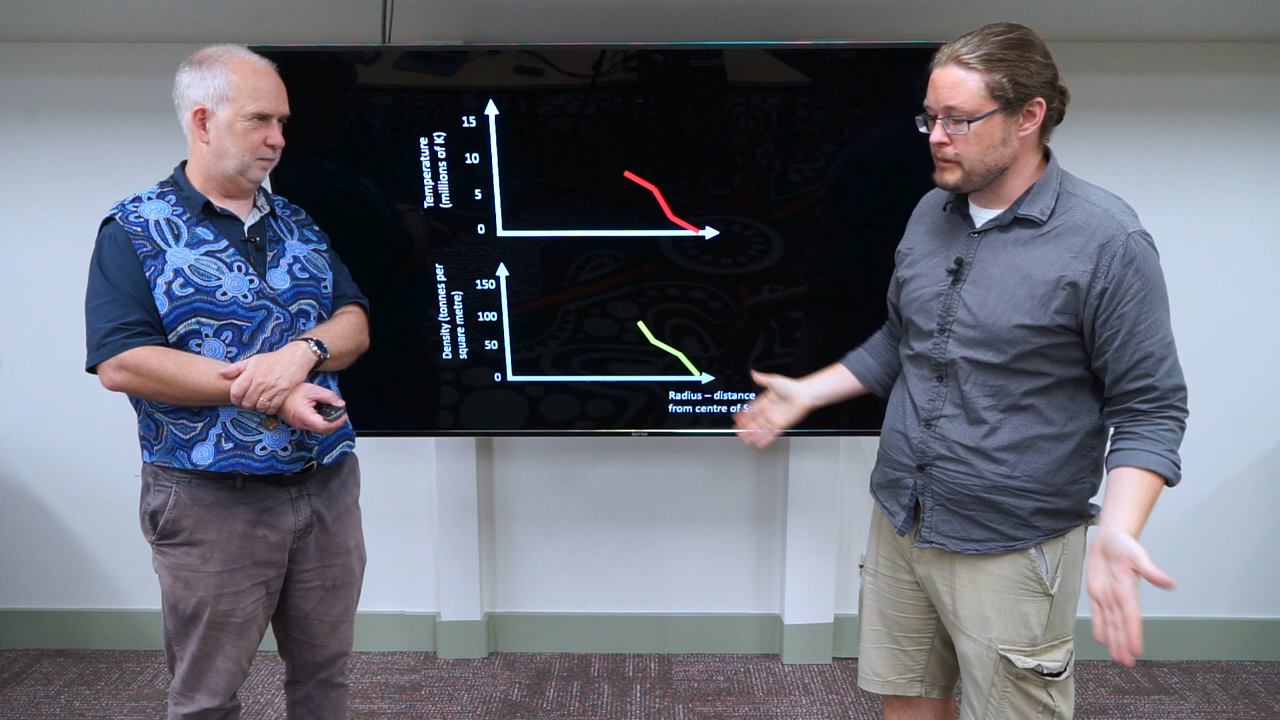 15
Temperature
(millions of K)
10
5
0
150
Density (tonnes per
square metre)
100
50
0
Radius – distance
from centre of